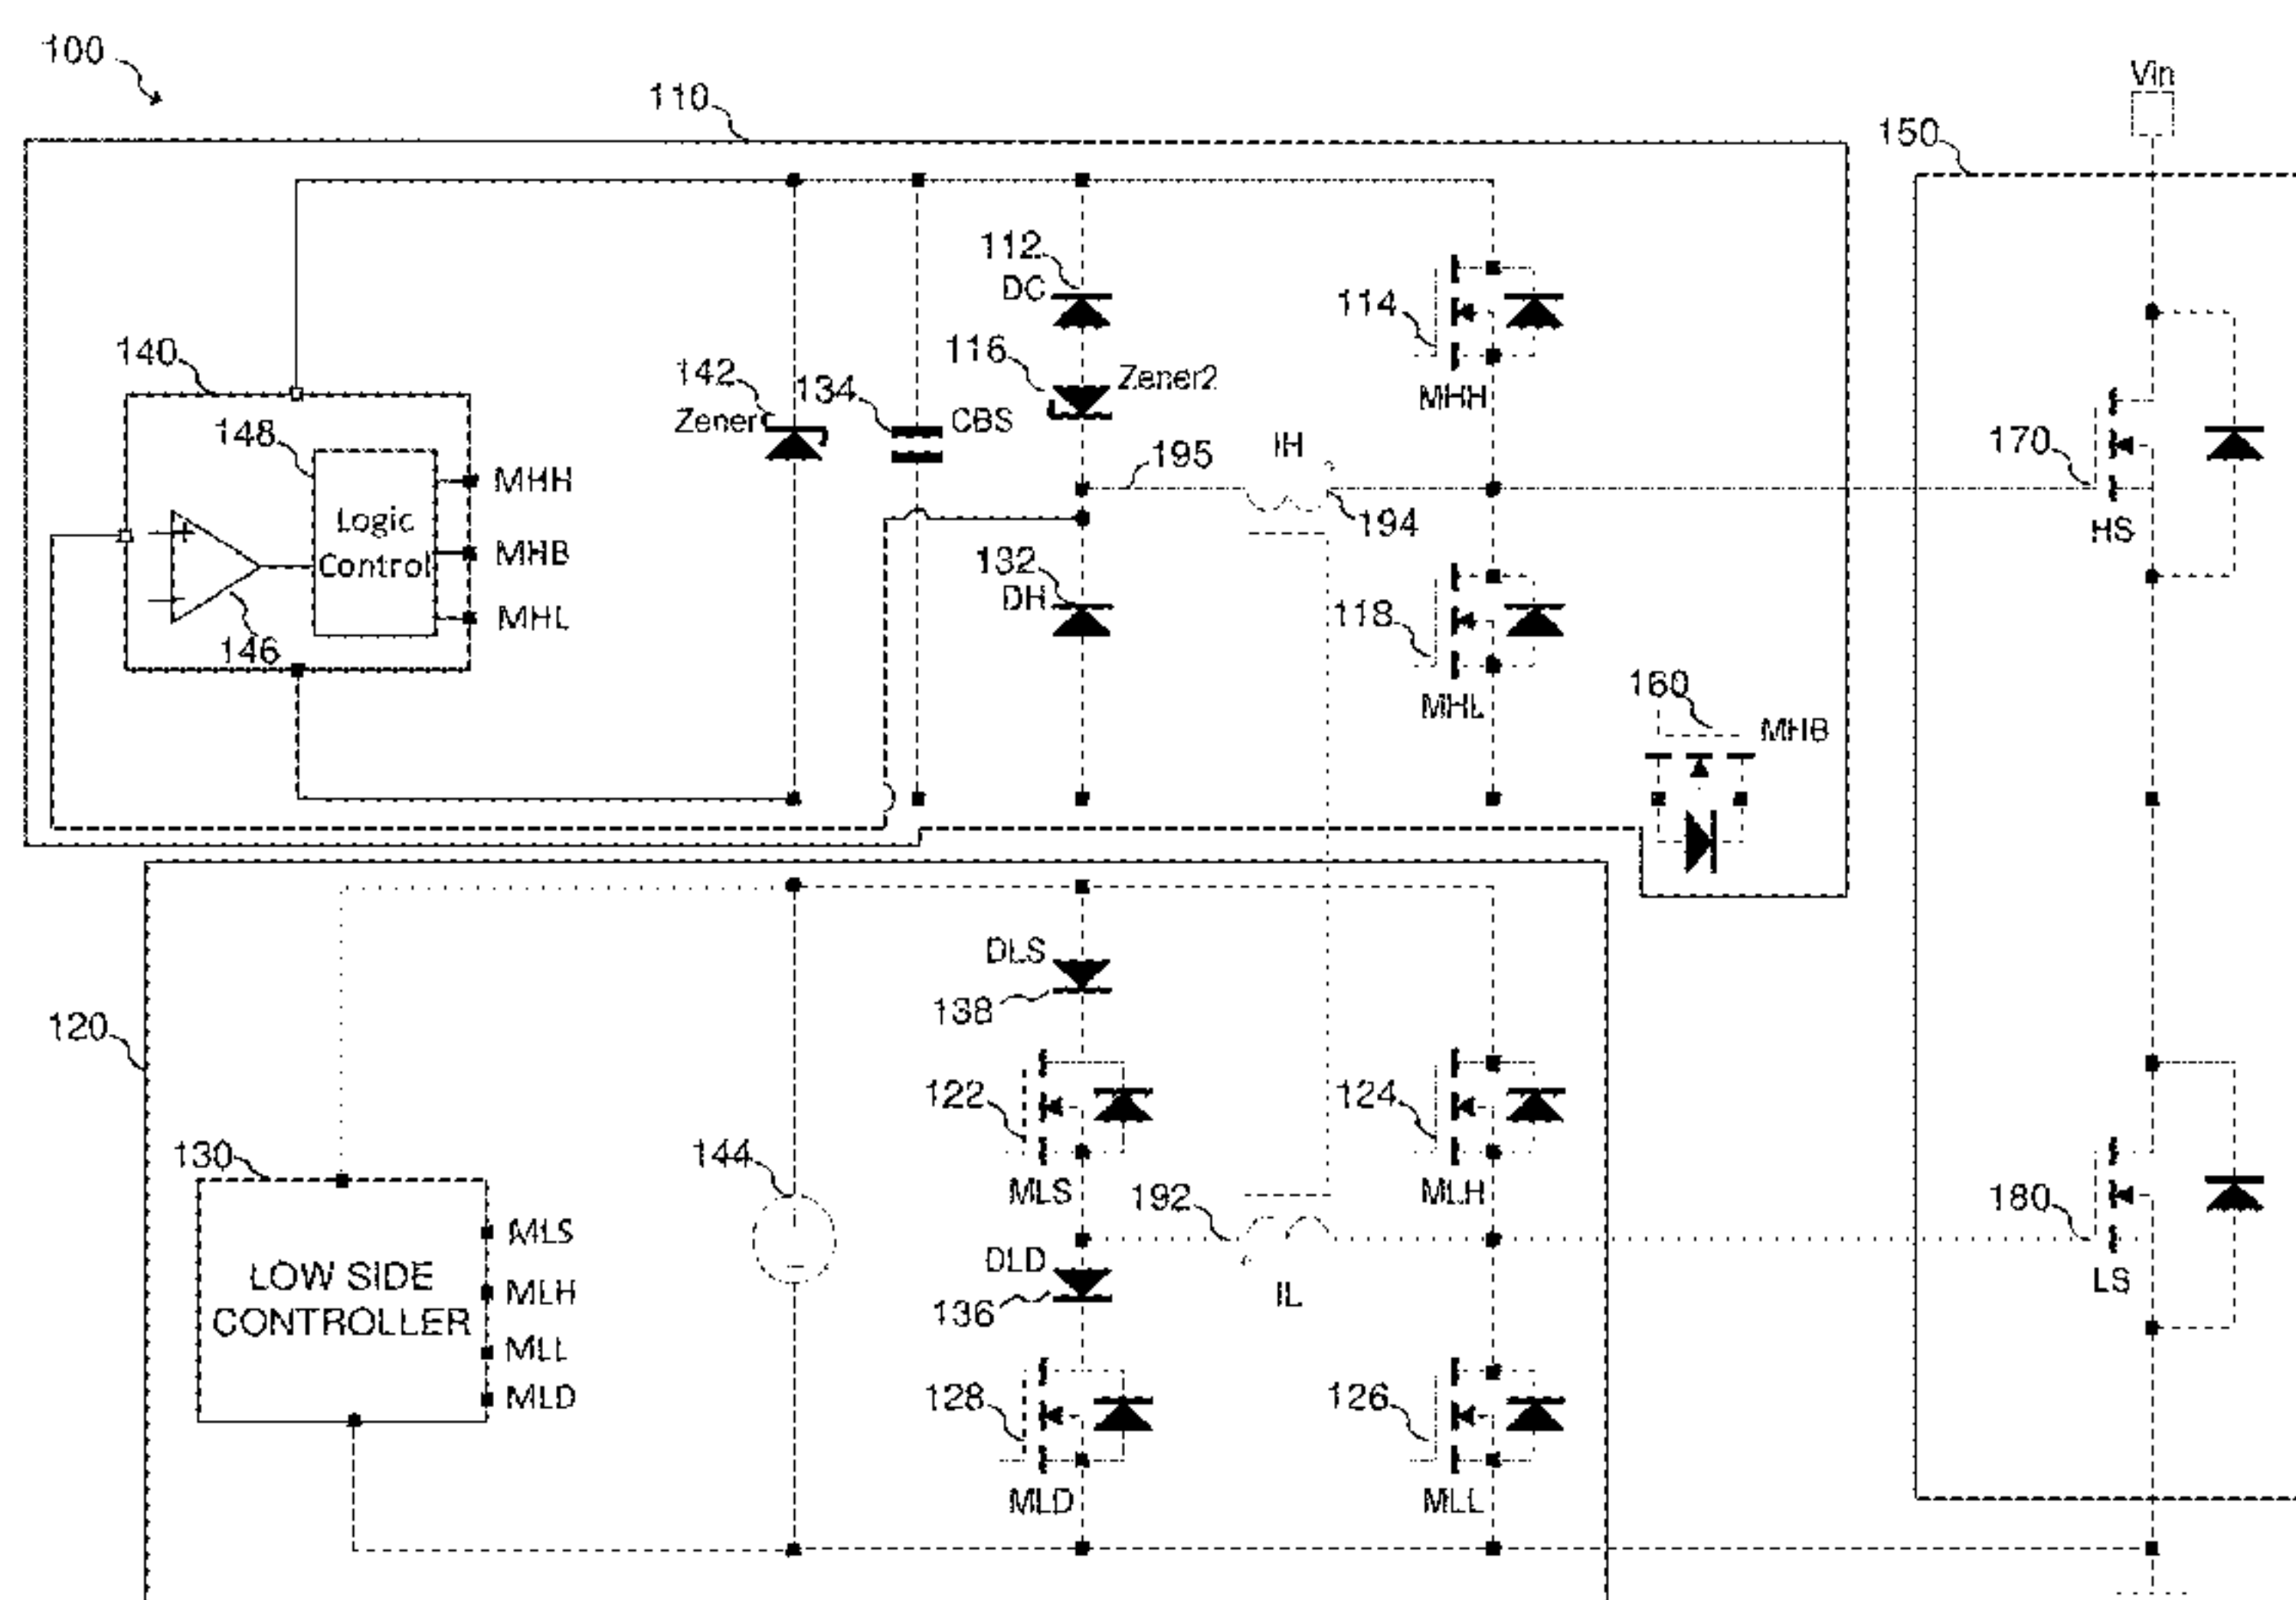 100
Vin
110
150
112
DC
114
140
142
134
116
Zener2
Zener
CBS
MHH
148
IH
170
195
MHH
Logic
Control
194
HS
MHB
132
DH
118
MHL
146
160
MHL
MHB
DLS
138
120
122
124
130
144
MLS
192
MLH
180
MLS
LOW SIDE
CONTROLLER
DLD
LS
MLH
136
IL
MLL
128
126
MLD
MLD
MLL